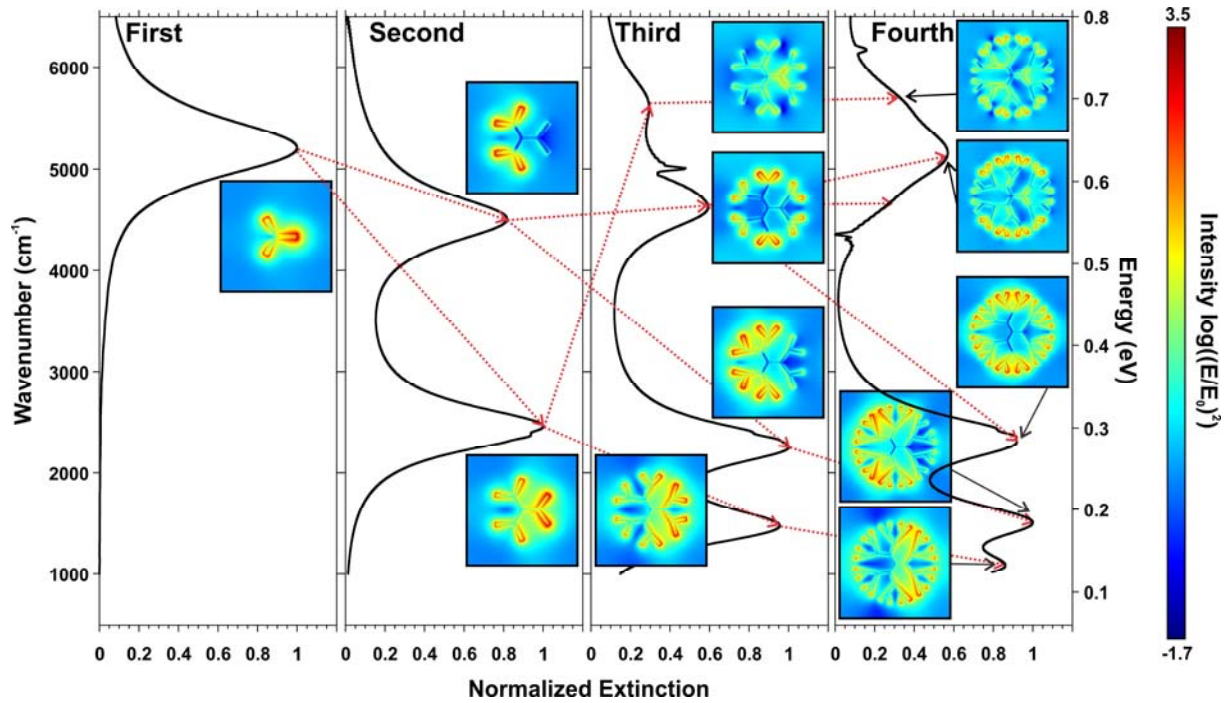 First
Second
Third
Fourth
6000
5000
4000
3000
2000
1000
Wavenumber (cm⁻¹)
0 0.2 0.4 0.6 0.8 1
0 0.2 0.4 0.6 0.8 1
0 0.2 0.4 0.6 0.8 1
0 0.2 0.4 0.6 0.8 1
Normalized Extinction
0.8
0.7
0.6
0.5
0.4
0.3
0.2
0.1
Energy (eV)
3.5
Intensity log((E/E₀)²)
-1.7